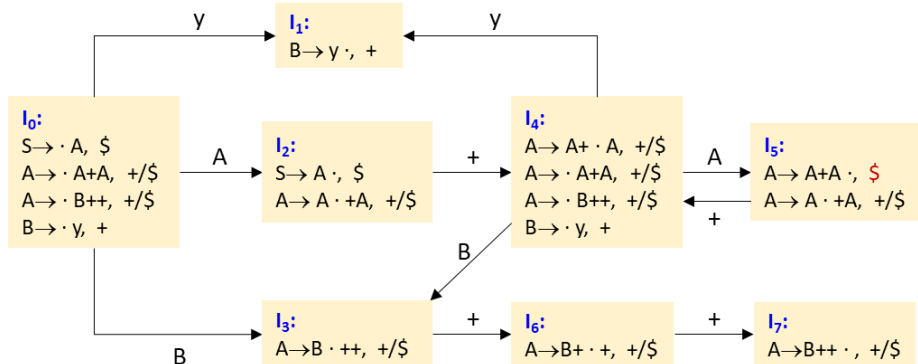 y
y
I₁:
B→ y ·, +
I₀:
S→ · A, $
A→ · A+A, +/$
A→ · B++, +/$
B→ · y, +
A
I₂:
S→ A ·, $
A→ A · +A, +/$
+
I₄:
A→ A+ · A, +/$
A→ · A+A, +/$
A→ · B++, +/$
B→ · y, +
A
+
I₅:
A→ A+A ·, $
A→ A · +A, +/$
B
B
I₃:
A→B · ++, +/$
+
I₆:
A→B+ · +, +/$
+
I₇:
A→B++ · , +/$